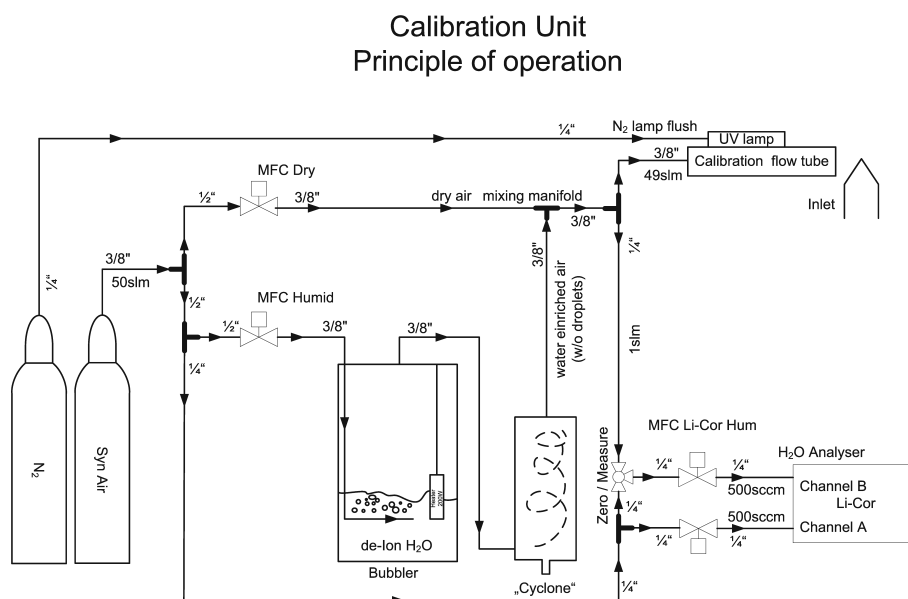 Calibration Unit
Principle of operation
¼“
N₂ lamp flush
UV lamp
3/8"
Calibration flow tube
49slm
Inlet
MFC Dry
½“
3/8"
dry air
mixing manifold
3/8"
¼“
3/8"
50slm
¼“
½“
3/8"
water einriched air
(w/o droplets)
MFC Humid
½“
3/8"
3/8"
¼“
1slm
N₂
Syn Air
MFC Li-Cor Hum
Zero / Measure
¼“
¼“
H₂O Analyser
500sccm
Channel B
Li-Cor
¼“
500sccm
Channel A
¼“
¼“
Heater
200W
de-Ion H₂O
Bubbler
„Cyclone“
¼“